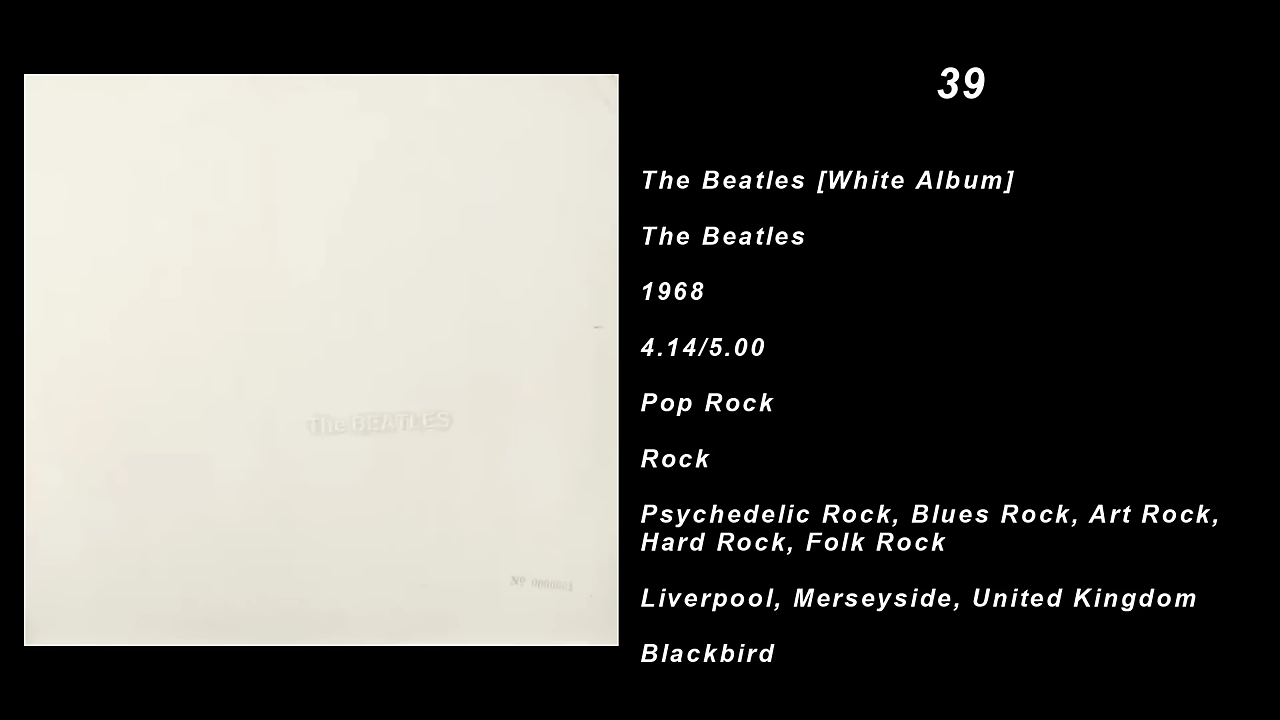 39
The Beatles [White Album]
The Beatles
1968
4.14/5.00
Pop Rock
Rock
Psychedelic Rock, Blues Rock, Art Rock,
Hard Rock, Folk Rock
Liverpool, Merseyside, United Kingdom
Blackbird
The BEATLES
Nº